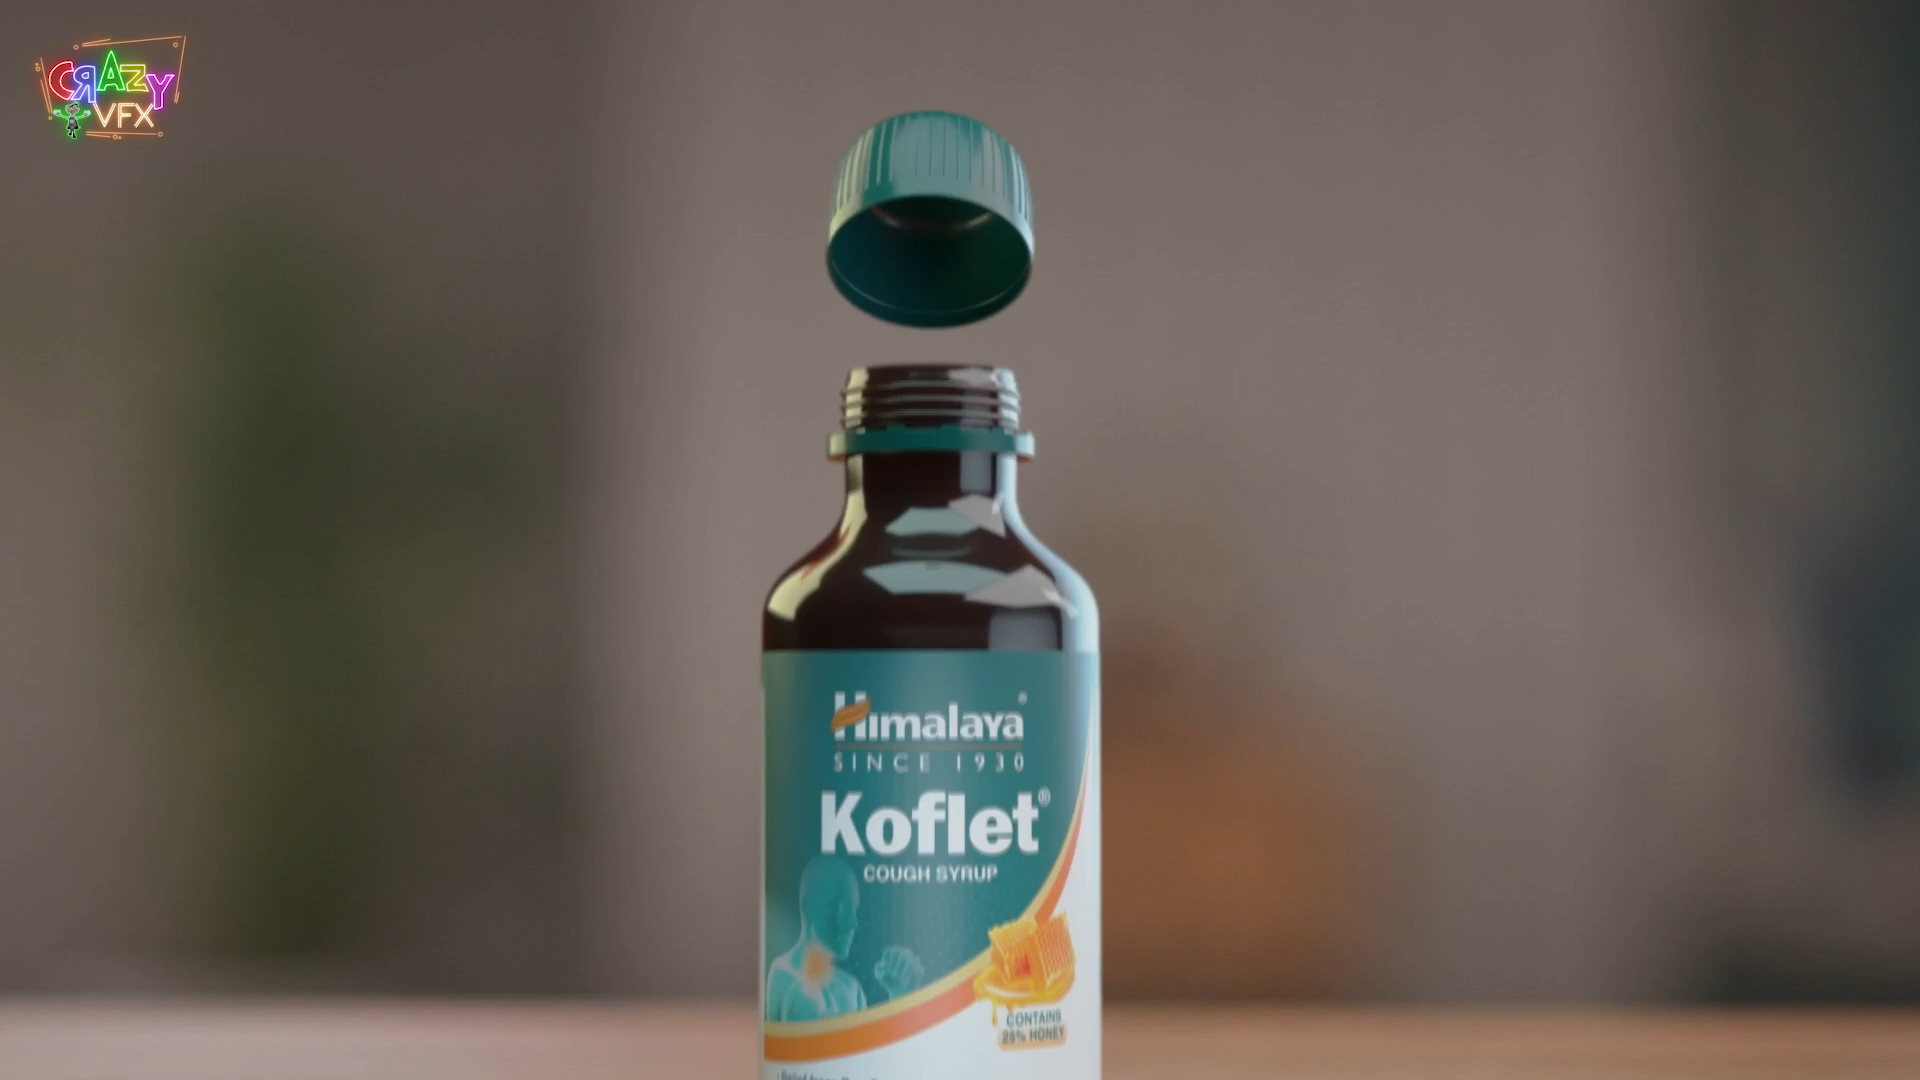 CRAZY
VFX
Himalaya
SINCE 1930
Koflet®
COUGH SYRUP
CONTAINS
25% HONEY